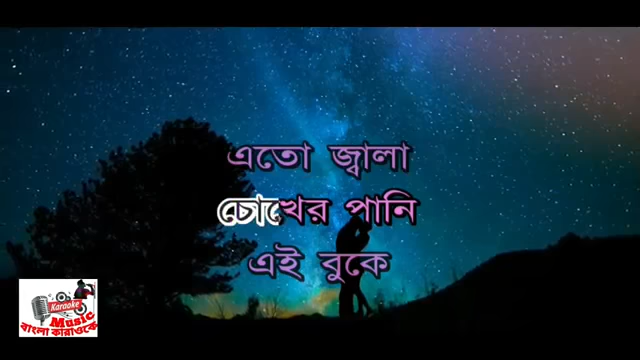 এতো জ্বালা
চোখের পানি
এই বুকে
Karaoke
Music
বাংলা কারাওকে